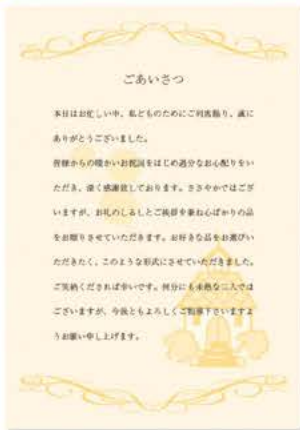 ごあいさつ
本日はお忙しい中、私どものためにご列席賜り、誠に
ありがとうございました。
皆様からの暖かいお祝詞をはじめ過分なお心配りをい
ただき、深く感謝致しております。ささやかではござ
いますが、お礼のしるしとご挨拶を兼ね心ばかりの品
をお贈りさせていただきます。お好きな品をお選びい
ただきたく、このような形式にさせていただきました。
ご笑納くだされば幸いです。何分にも未熟な二人では
ございますが、今後ともよろしくご指導下さいますよ
うお願い申し上げます。